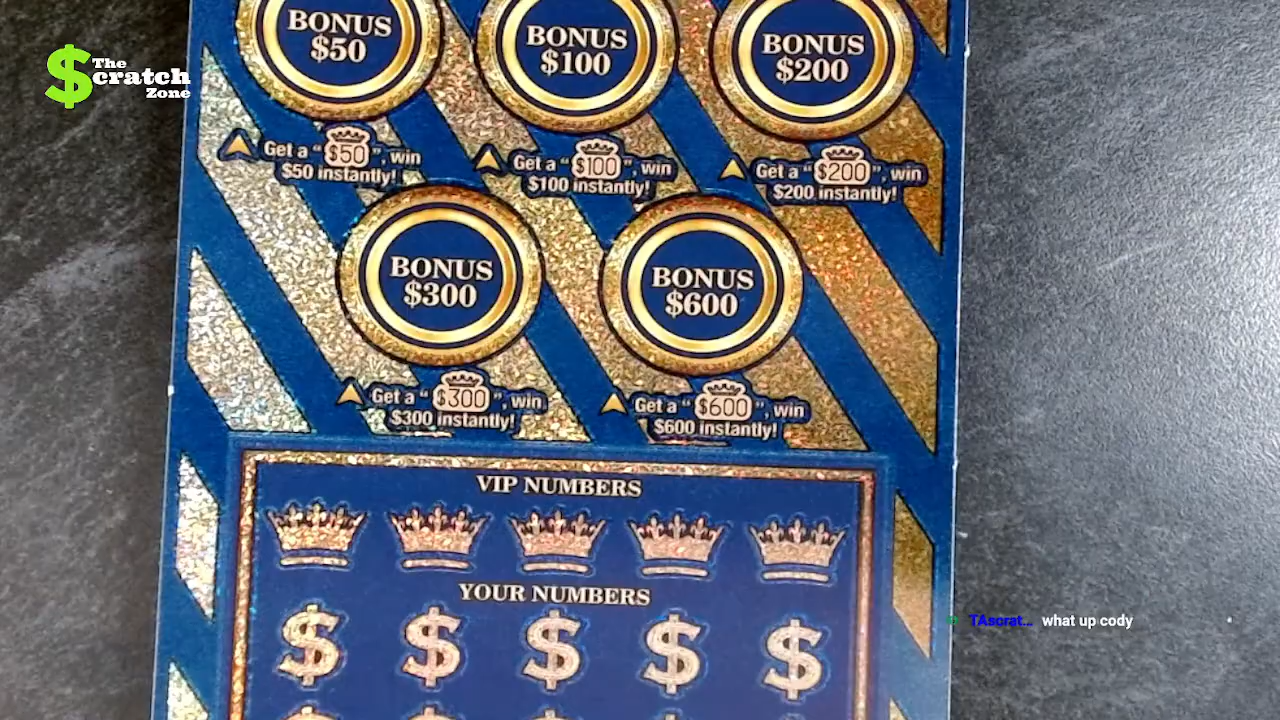 The
$cratch
Zone
BONUS
$50
BONUS
$100
BONUS
$200
Get a "$50", win
$50 instantly!
Get a "$100", win
$100 instantly!
Get a "$200", win
$200 instantly!
BONUS
$300
BONUS
$600
Get a "$300", win
$300 instantly!
Get a "$600", win
$600 instantly!
VIP NUMBERS
YOUR NUMBERS
$ $ $ $ $
TAscrat... what up cody